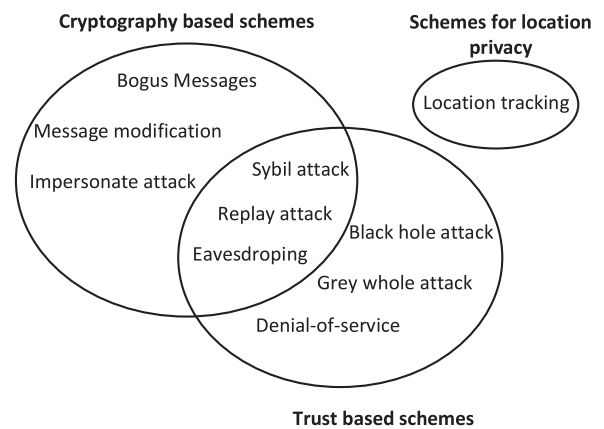 Cryptography based schemes
Schemes for location
privacy
Bogus Messages
Location tracking
Message modification
Sybil attack
Impersonate attack
Replay attack
Black hole attack
Eavesdroping
Grey whole attack
Denial-of-service
Trust based schemes